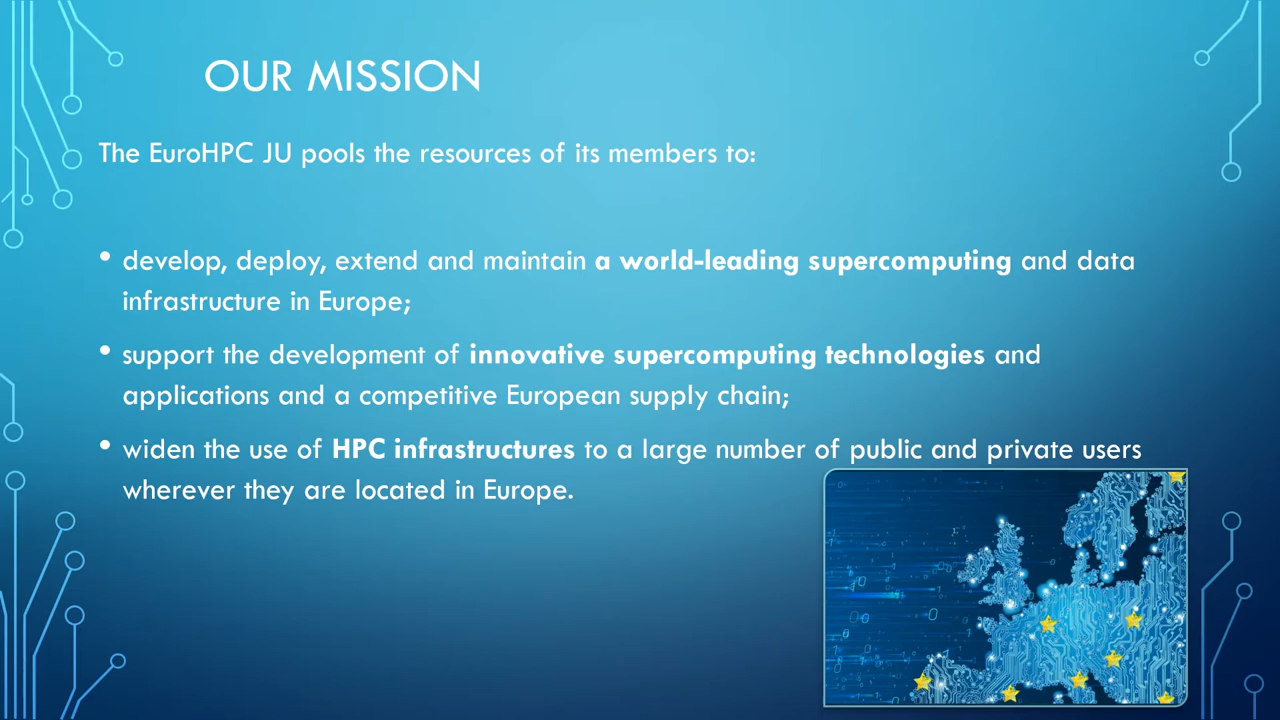 OUR MISSION
The EuroHPC JU pools the resources of its members to:
• develop, deploy, extend and maintain a world-leading supercomputing and data
infrastructure in Europe;
• support the development of innovative supercomputing technologies and
applications and a competitive European supply chain;
• widen the use of HPC infrastructures to a large number of public and private users
wherever they are located in Europe.